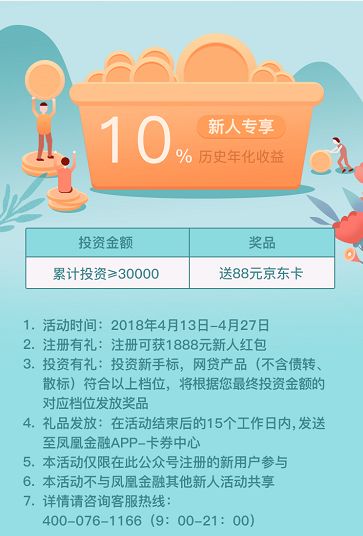 10% 新人专享
历史年化收益
投资金额 奖品
累计投资≥30000 送88元京东卡
1. 活动时间：2018年4月13日-4月27日
2. 注册有礼：注册可获1888元新人红包
3. 投资有礼：投资新手标，网贷产品（不含债转、
散标）符合以上档位，将根据您最终投资金额的
对应档位发放奖品
4. 礼品发放：在活动结束后的15个工作日内,发送
至凤凰金融APP-卡券中心
5. 本活动仅限在此公众号注册的新用户参与
6. 本活动不与凤凰金融其他新人活动共享
7. 详情请咨询客服热线：
400-076-1166（9：00-21：00）